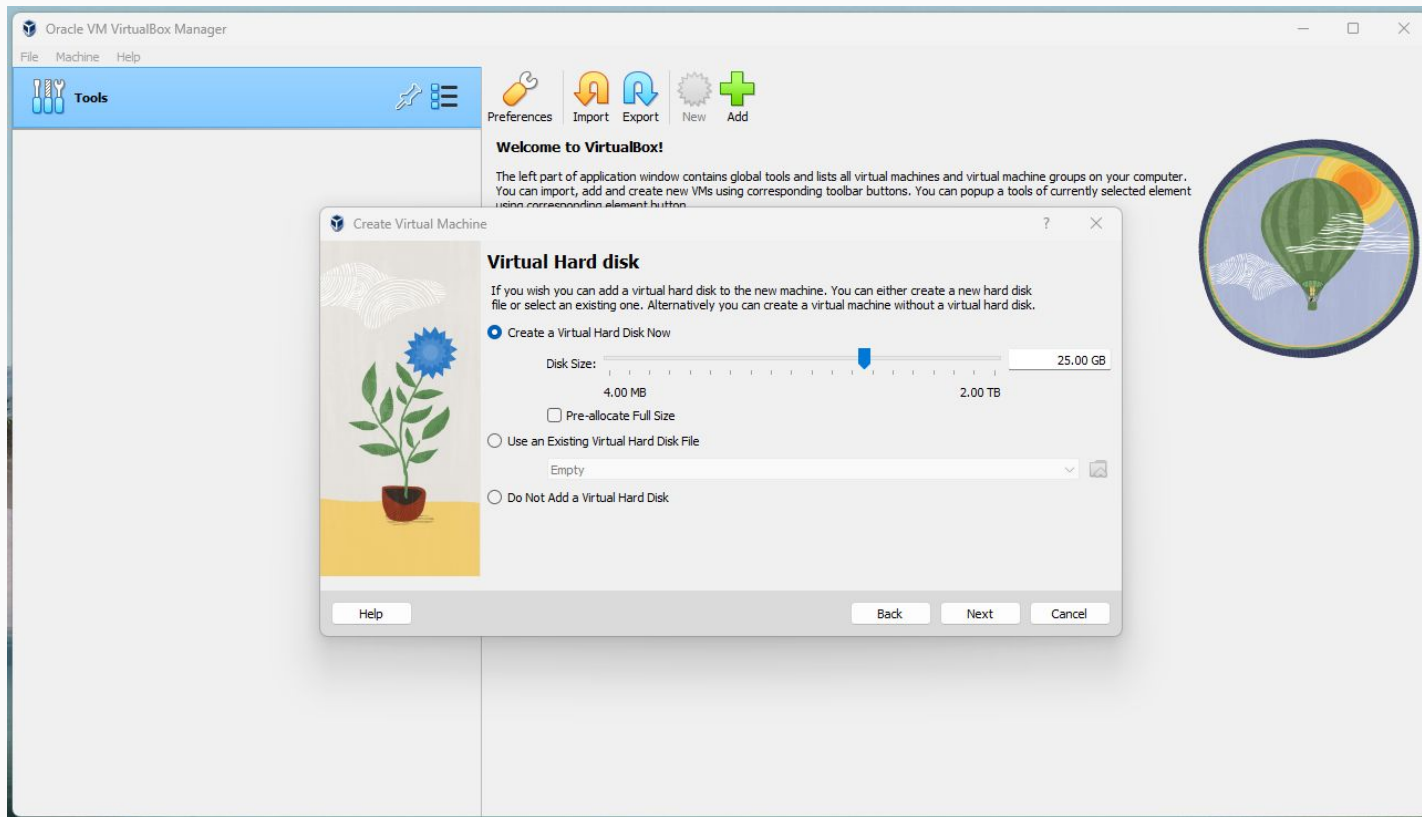 Oracle VM VirtualBox Manager
File Machine Help
Tools
Preferences Import Export New Add
Welcome to VirtualBox!
The left part of application window contains global tools and lists all virtual machines and virtual machine groups on your computer.
You can import, add and create new VMs using corresponding toolbar buttons. You can popup a tools of currently selected element
using corresponding element button.
Create Virtual Machine ?
Virtual Hard disk
If you wish you can add a virtual hard disk to the new machine. You can either create a new hard disk
file or select an existing one. Alternatively you can create a virtual machine without a virtual hard disk.
Create a Virtual Hard Disk Now
Disk Size: 25.00 GB
4.00 MB 2.00 TB
Pre-allocate Full Size
Use an Existing Virtual Hard Disk File
Empty
Do Not Add a Virtual Hard Disk
Help Back Next Cancel